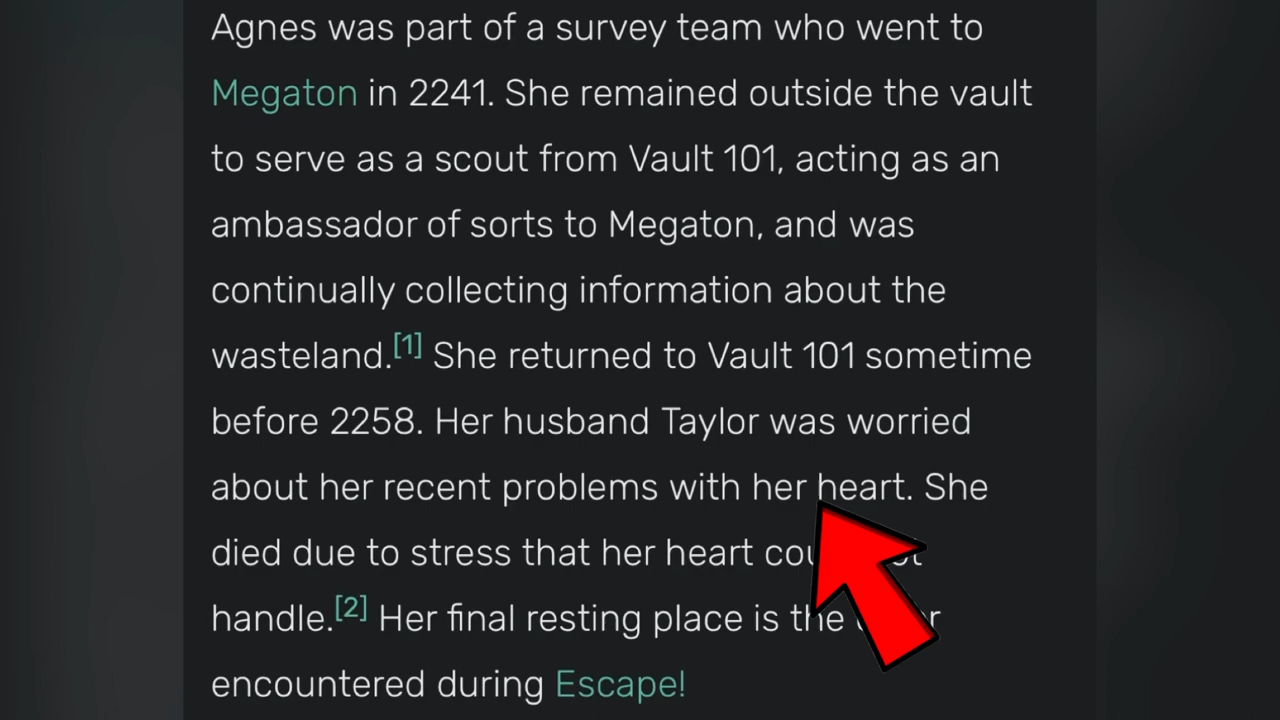 Agnes was part of a survey team who went to
Megaton in 2241. She remained outside the vault
to serve as a scout from Vault 101, acting as an
ambassador of sorts to Megaton, and was
continually collecting information about the
wasteland.[1] She returned to Vault 101 sometime
before 2258. Her husband Taylor was worried
about her recent problems with her heart. She
died due to stress that her heart
handle.[2] Her final resting place is the
encountered during Escape!